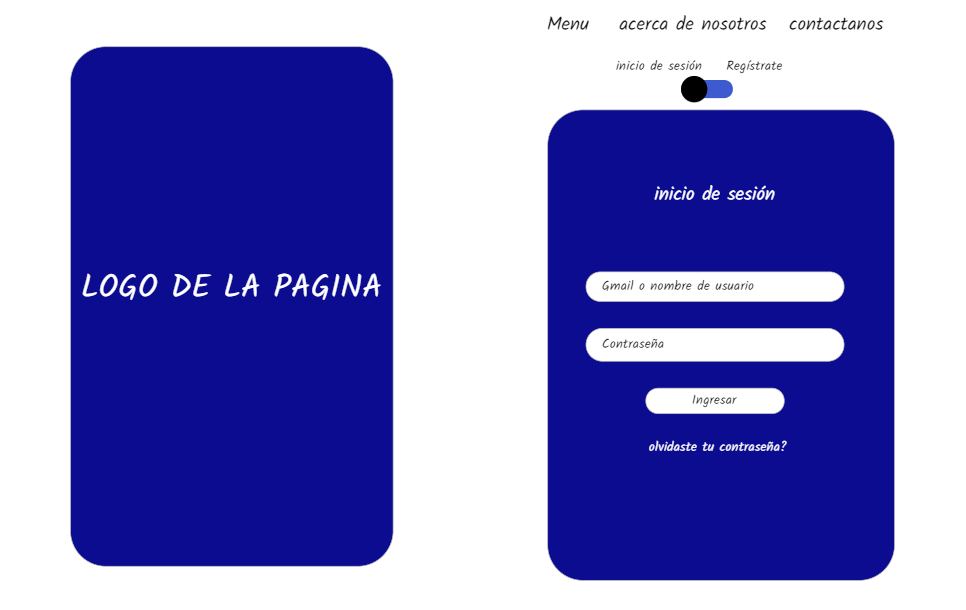 LOGO DE LA PAGINA
Menu acerca de nosotros contactanos
inicio de sesión Regístrate
inicio de sesión
Gmail o nombre de usuario
Contraseña
Ingresar
olvidaste tu contraseña?